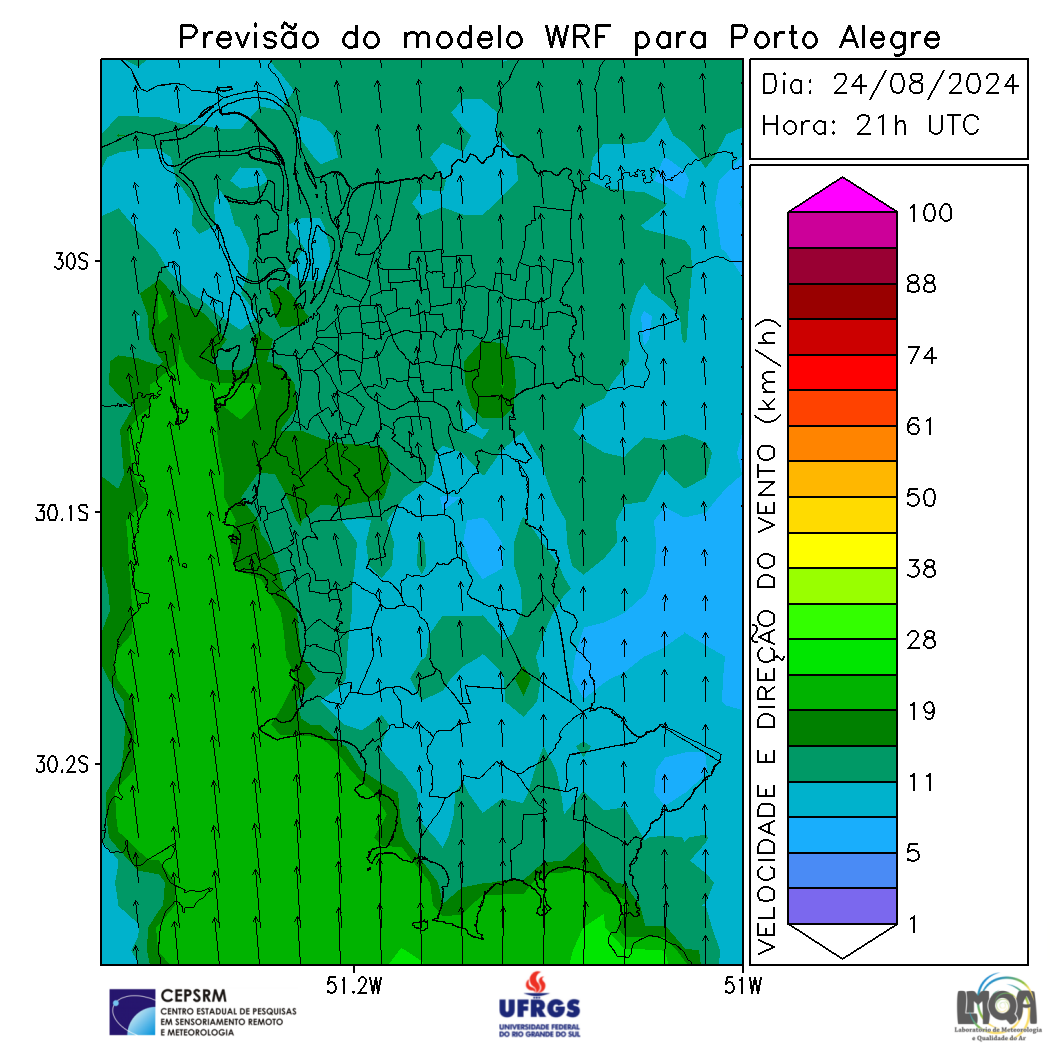 Previsão do modelo WRF para Porto Alegre
Dia: 24/08/2024
Hora: 21h UTC
30S
30.1S
30.2S
51.2W
51W
VELOCIDADE E DIREÇÃO DO VENTO (km/h)
100
88
74
61
50
38
28
19
11
5
1
CEPSRM
CENTRO ESTADUAL DE PESQUISAS
EM SENSORIAMENTO REMOTO
E METEOROLOGIA
UFRGS
UNIVERSIDADE FEDERAL
DO RIO GRANDE DO SUL
LMQA
Laboratório de Meteorologia
e Qualidade do Ar